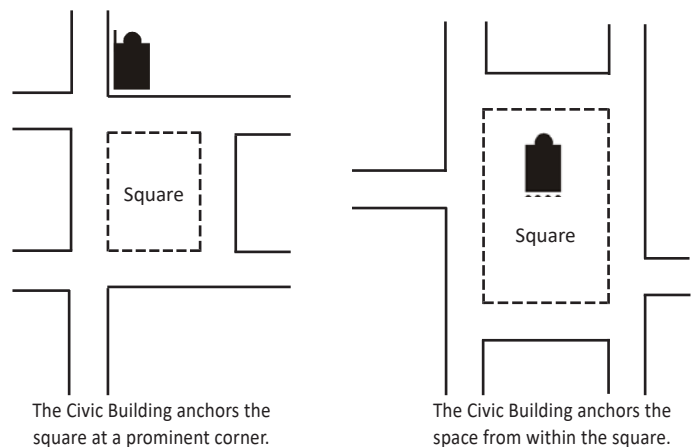 Square
Square
The Civic Building anchors the
square at a prominent corner.
The Civic Building anchors the
space from within the square.